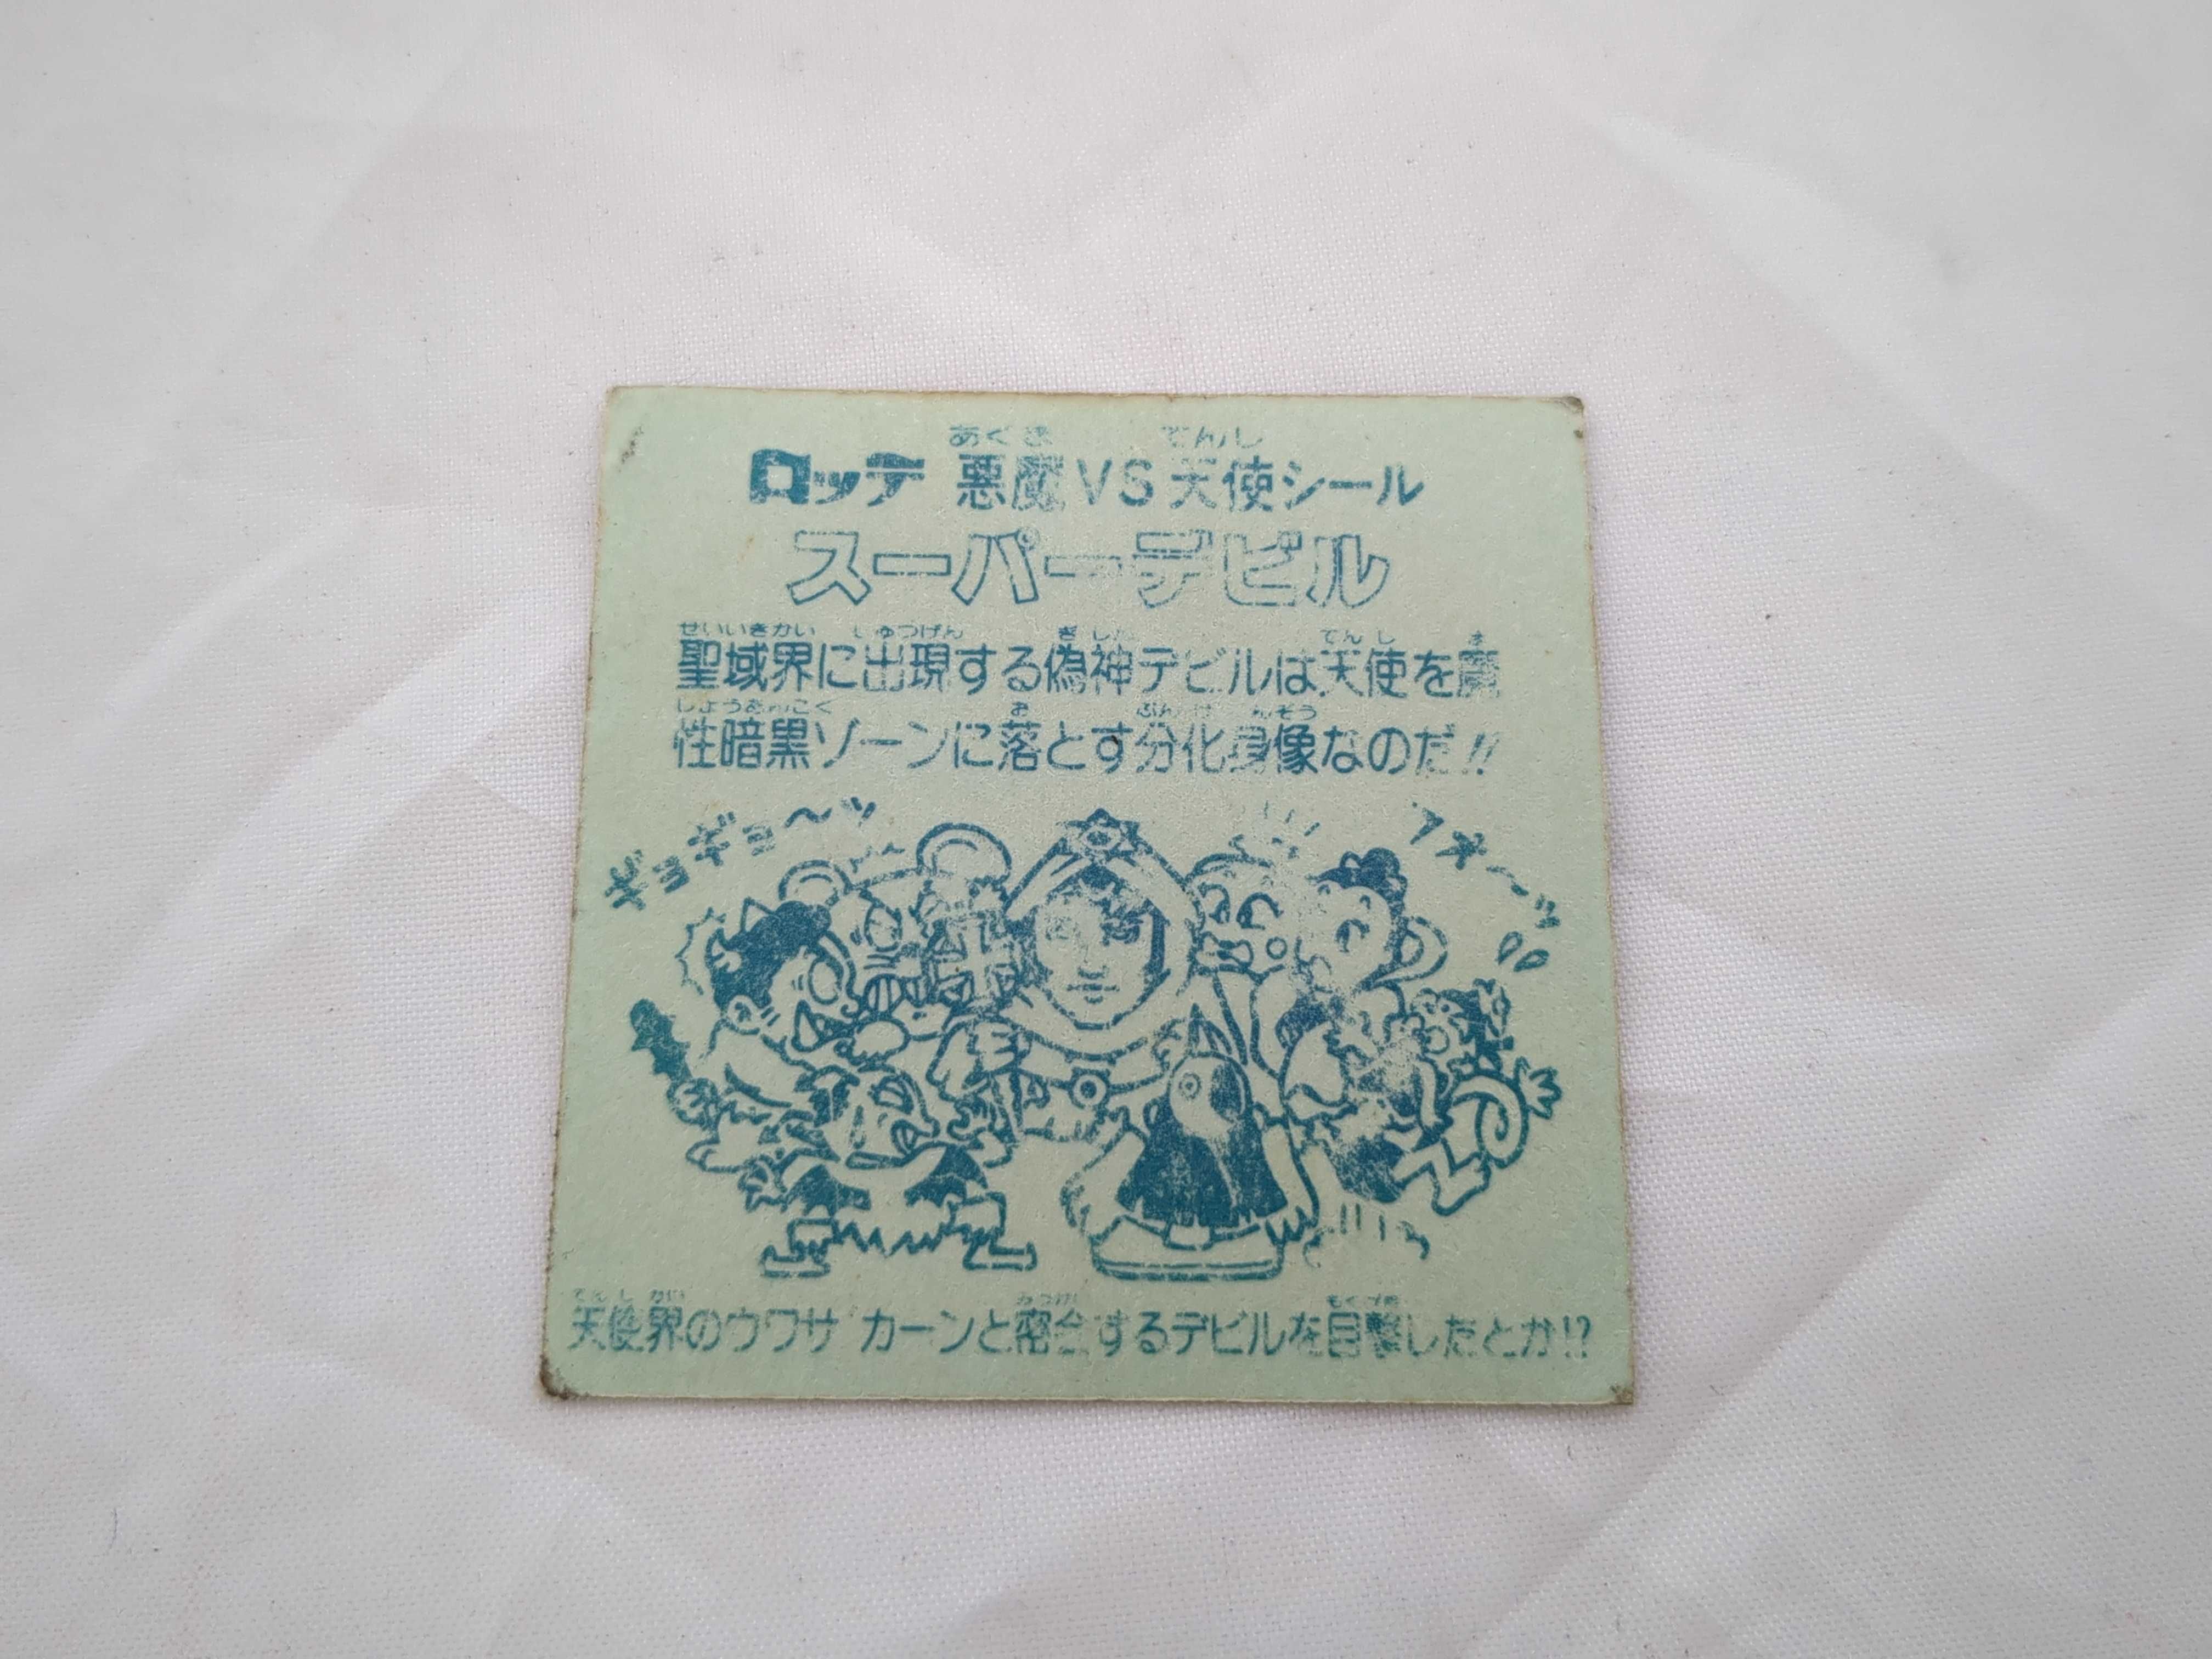 ロッテ 悪魔VS天使シール
スーパーデビル
聖域界に出現する偽神デビルは天使を魔
性暗黒ゾーンに落とす分化身像なのだ!!
ギョギョ〜ッ
フオ〜ッ
天使界のウワサ カーンと密会するデビルを目撃したとか!?